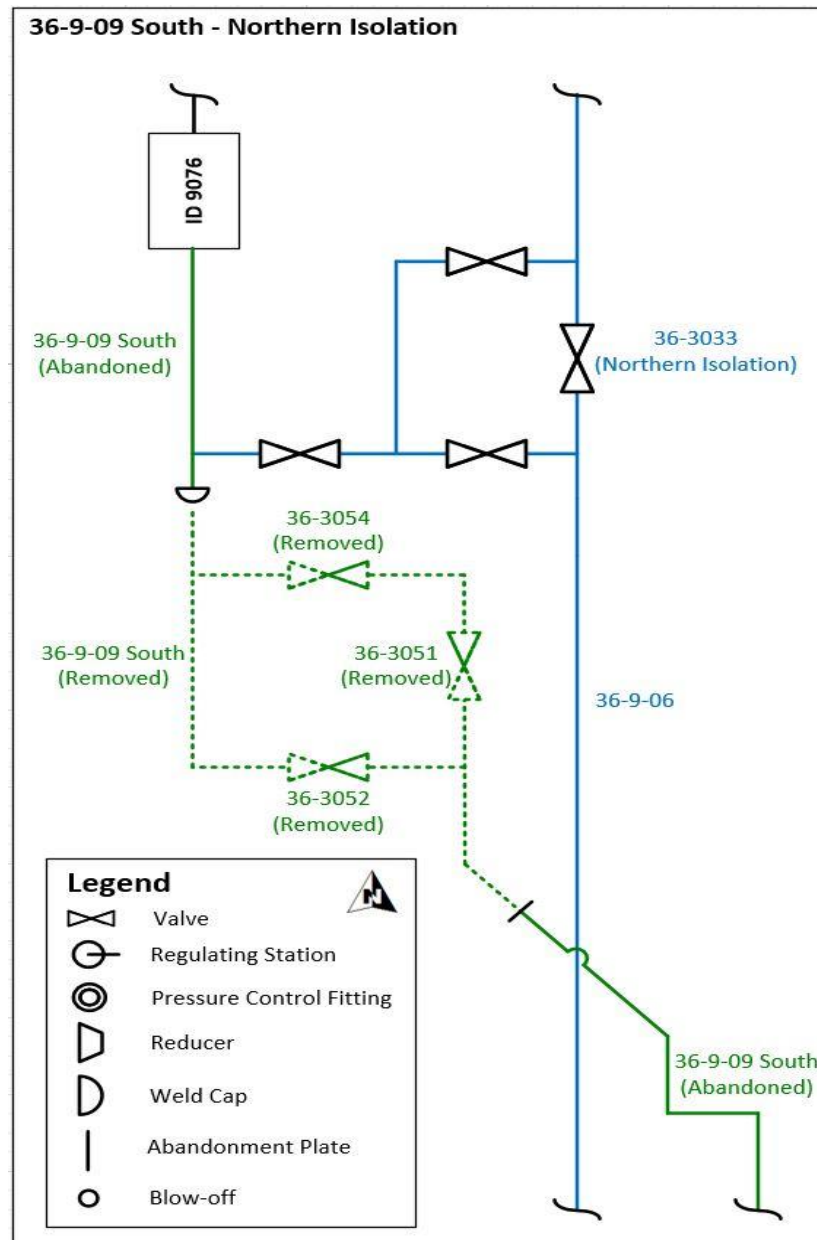 36-9-09 South - Northern Isolation
ID 9076
36-9-09 South
(Abandoned)
36-3033
(Northern Isolation)
36-3054
(Removed)
36-9-09 South
(Removed)
36-3051
(Removed)
36-9-06
36-3052
(Removed)
Legend
N
Valve
Regulating Station
Pressure Control Fitting
Reducer
Weld Cap
Abandonment Plate
Blow-off
36-9-09 South
(Abandoned)